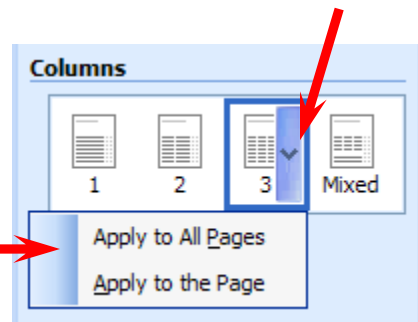 Columns
1 2 3 Mixed
Apply to All Pages
Apply to the Page